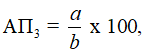 АП₃ = a/b x 100,